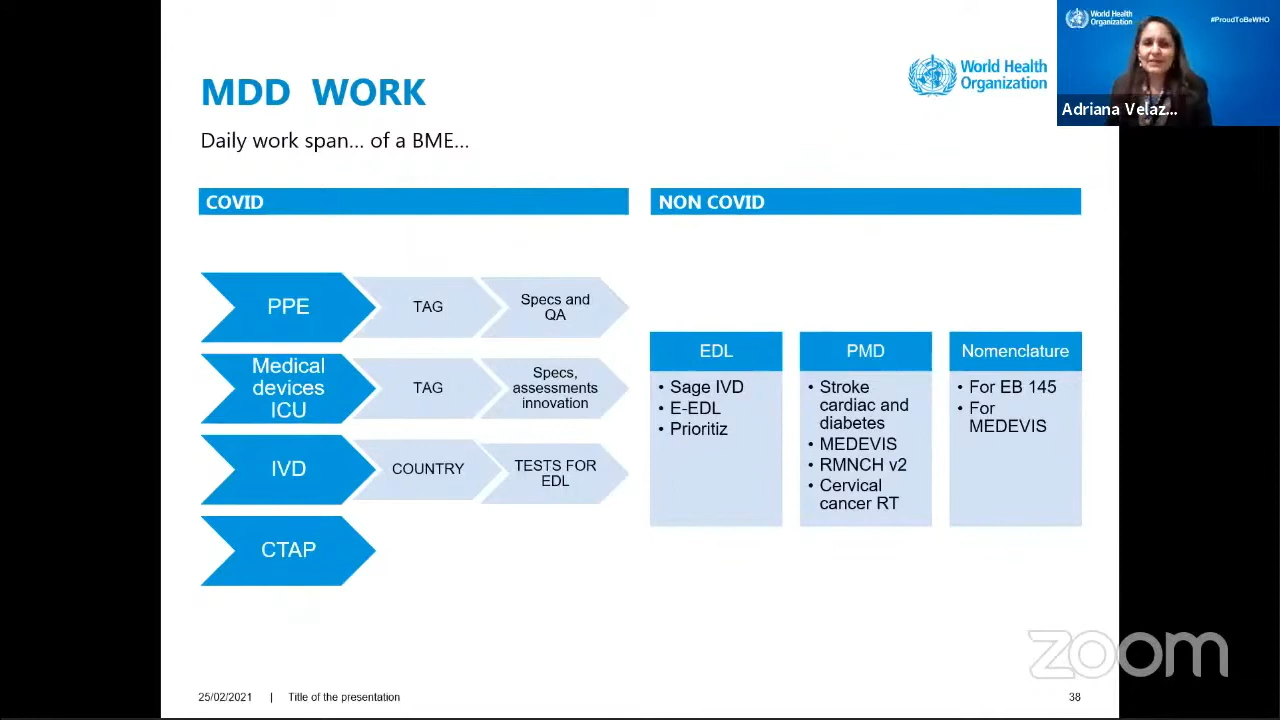 World Health
Organization
#ProudToBeWHO
Adriana Velaz...
World Health
Organization
MDD WORK
Daily work span... of a BME...
COVID
NON COVID
PPE
TAG
Specs and
QA
Medical
devices
ICU
TAG
Specs,
assessments
innovation
IVD
COUNTRY
TESTS FOR
EDL
CTAP
EDL
• Sage IVD
• E-EDL
• Prioritiz
PMD
• Stroke
cardiac and
diabetes
• MEDEVIS
• RMNCH v2
• Cervical
cancer RT
Nomenclature
• For EB 145
• For
MEDEVIS
zoom
25/02/2021 | Title of the presentation
38